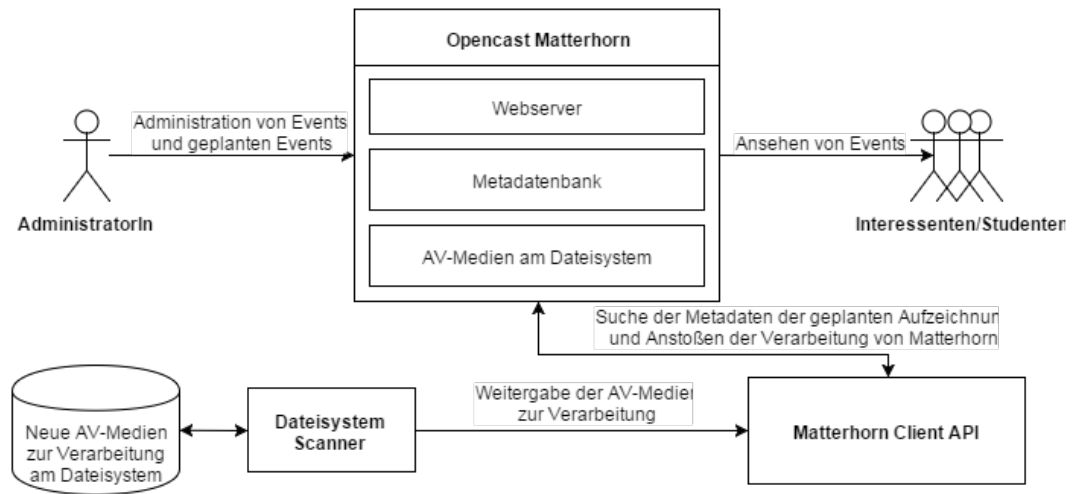 Opencast Matterhorn
Webserver
Administration von Events
und geplanten Events
Ansehen von Events
Metadatenbank
AdministratorIn
Interessenten/Studenten
AV-Medien am Dateisystem
Suche der Metadaten der geplanten Aufzeichnun
und Anstoßen der Verarbeitung von Matterhorn
Weitergabe der AV-Medien
zur Verarbeitung
Neue AV-Medien
zur Verarbeitung
am Dateisystem
Dateisystem
Scanner
Matterhorn Client API